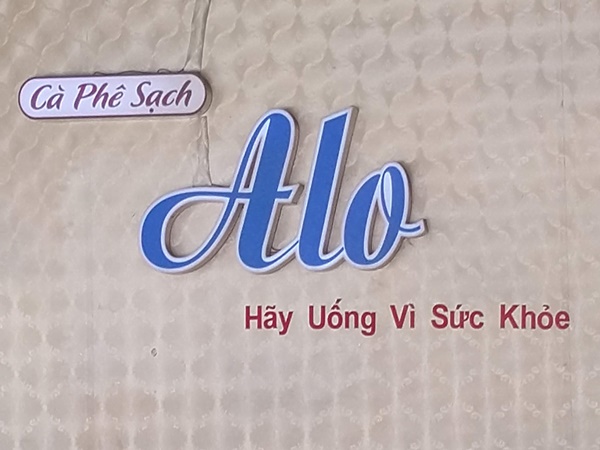 Cà Phê Sạch
Alo
Hãy Uống Vì Sức Khỏe